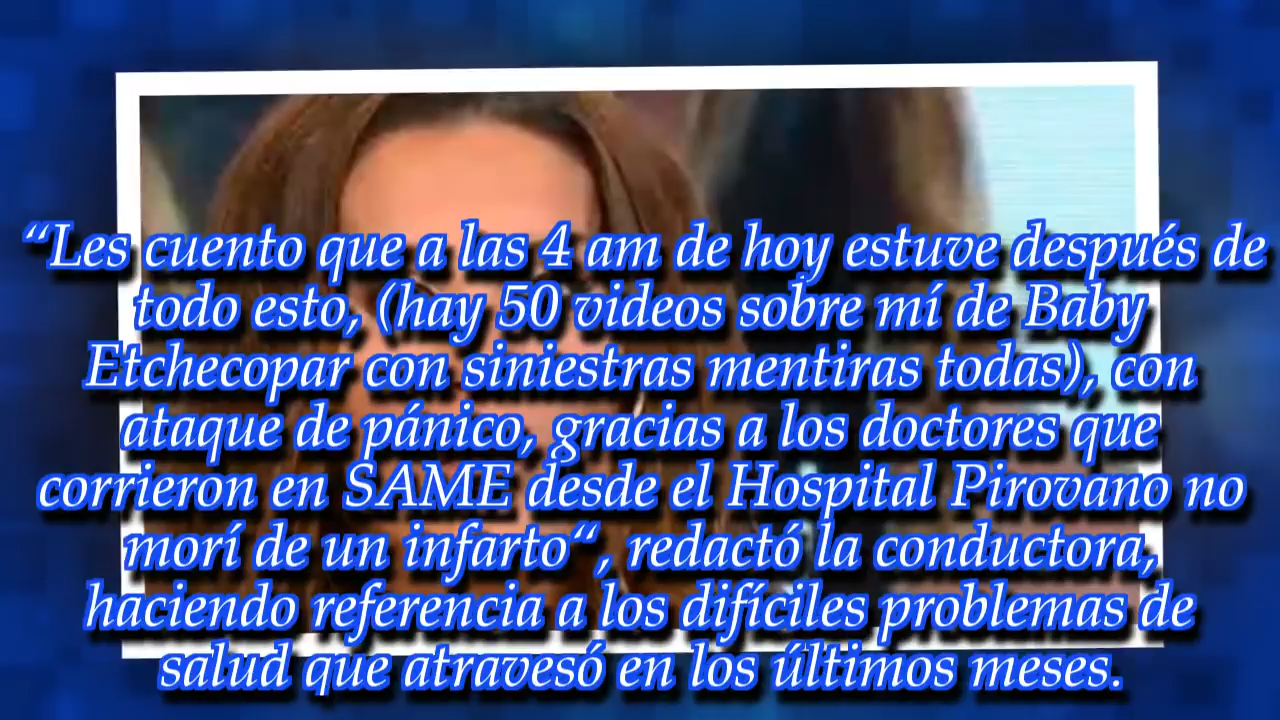 “Les cuento que a las 4 am de hoy estuve después de
todo esto, (hay 50 videos sobre mí de Baby
Etchecopar con siniestras mentiras todas), con
ataque de pánico, gracias a los doctores que
corrieron en SAME desde el Hospital Pirovano no
morí de un infarto“, redactó la conductora,
haciendo referencia a los difíciles problemas de
salud que atravesó en los últimos meses.